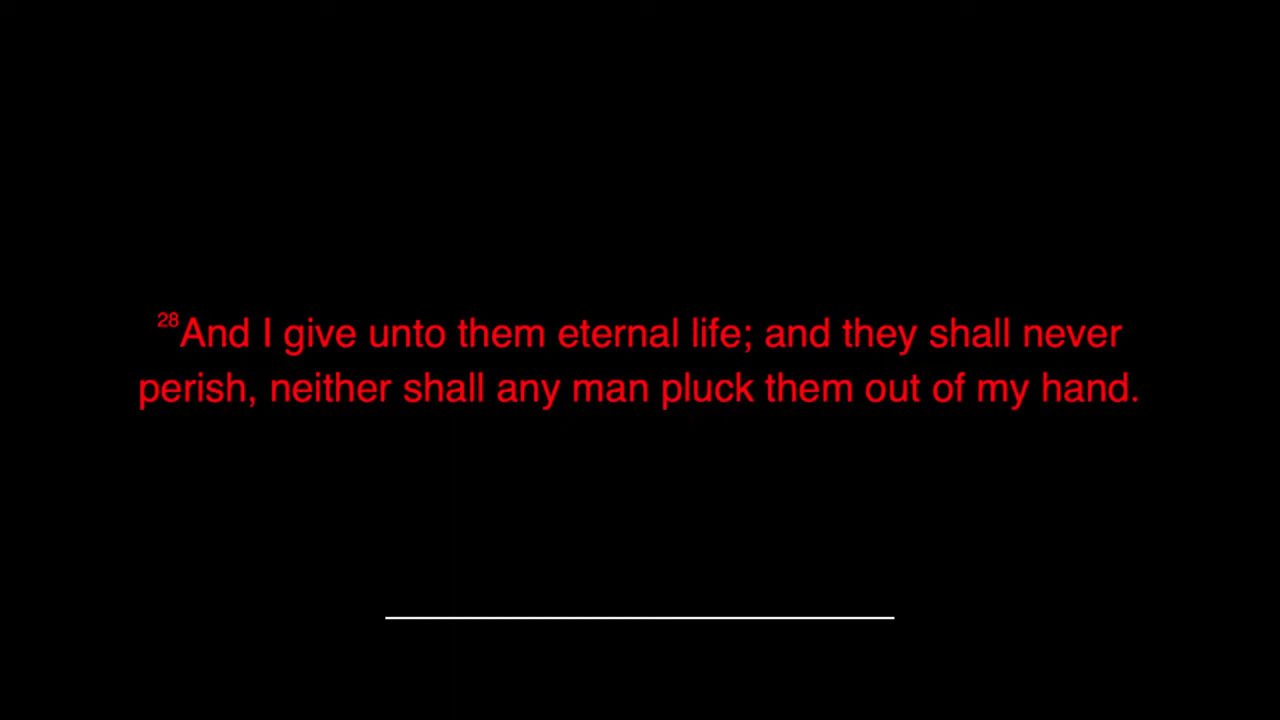 28And I give unto them eternal life; and they shall never
perish, neither shall any man pluck them out of my hand.